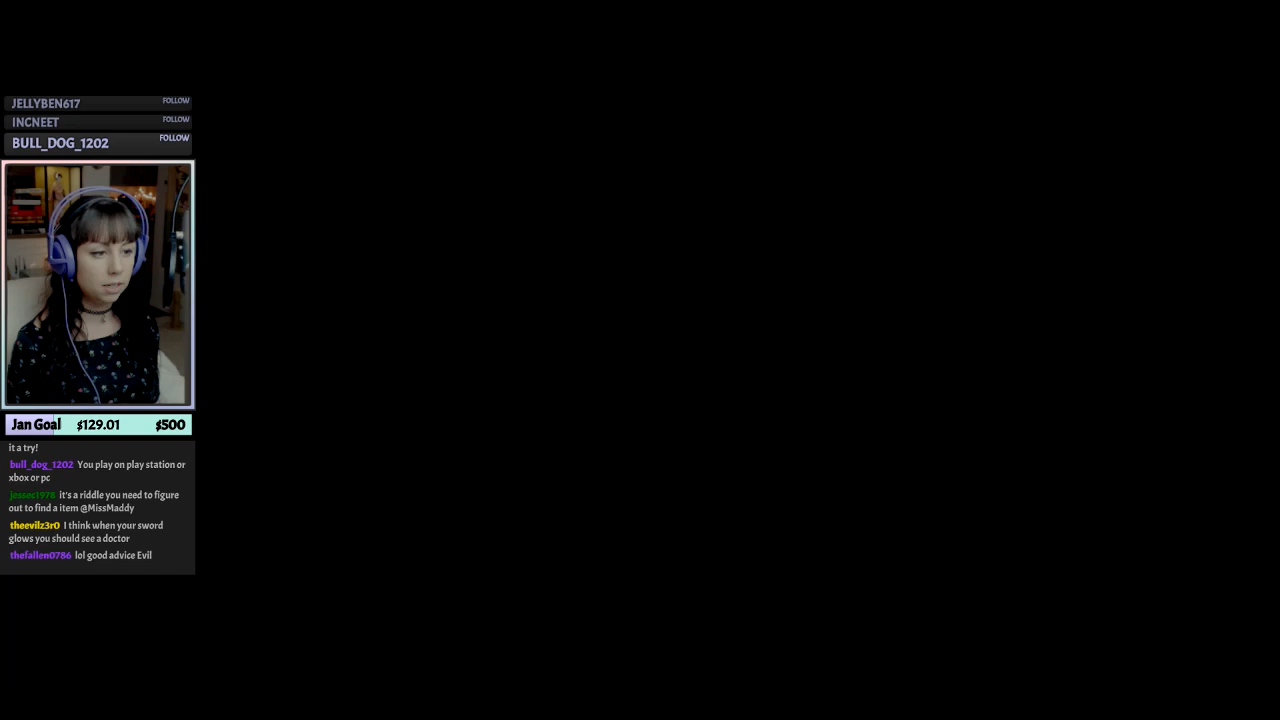 JELLYBEN617 FOLLOW
INCNEET FOLLOW
BULL_DOG_1202 FOLLOW
Jan Goal $129.01 $500
it a try!
bull_dog_1202 You play on play station or
xbox or pc
jessec1978 it's a riddle you need to figure
out to find a item @MissMaddy
theevilz3r0 I think when your sword
glows you should see a doctor
thefallen0786 lol good advice Evil